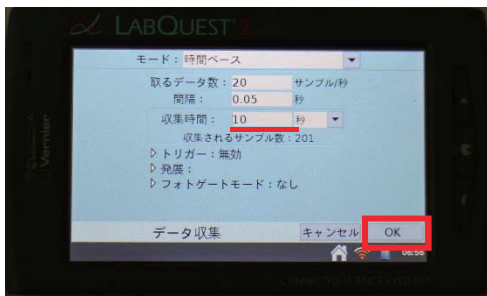 LABQUEST 2
モード：時間ベース
取るデータ数：20 サンプル/秒
間隔：0.05 秒
収集時間：10 秒
収集されるサンプル数：201
トリガー：無効
発展：
フォトゲートモード：なし
データ収集 キャンセル OK
06:56
CONNECTED SCIENCE SYSTEM
Vernier